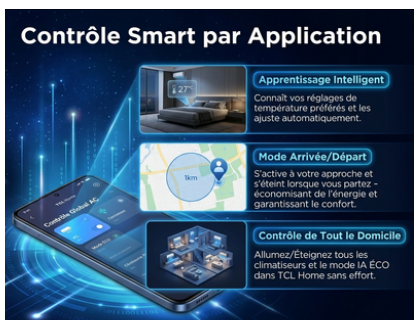 Contrôle Smart par Application
Apprentissage Intelligent
Connaît vos réglages de
température préférés et les
ajuste automatiquement.
27°
Mode Arrivée/Départ
S'active à votre approche et
s'éteint lorsque vous partez -
économisant de l'énergie et
garantissant le confort.
1km
Contrôle de Tout le Domicile
Allumez/Éteignez tous les
climatiseurs et le mode IA ÉCO
dans TCL Home sans effort.
TCL Home
Contrôle Global AC